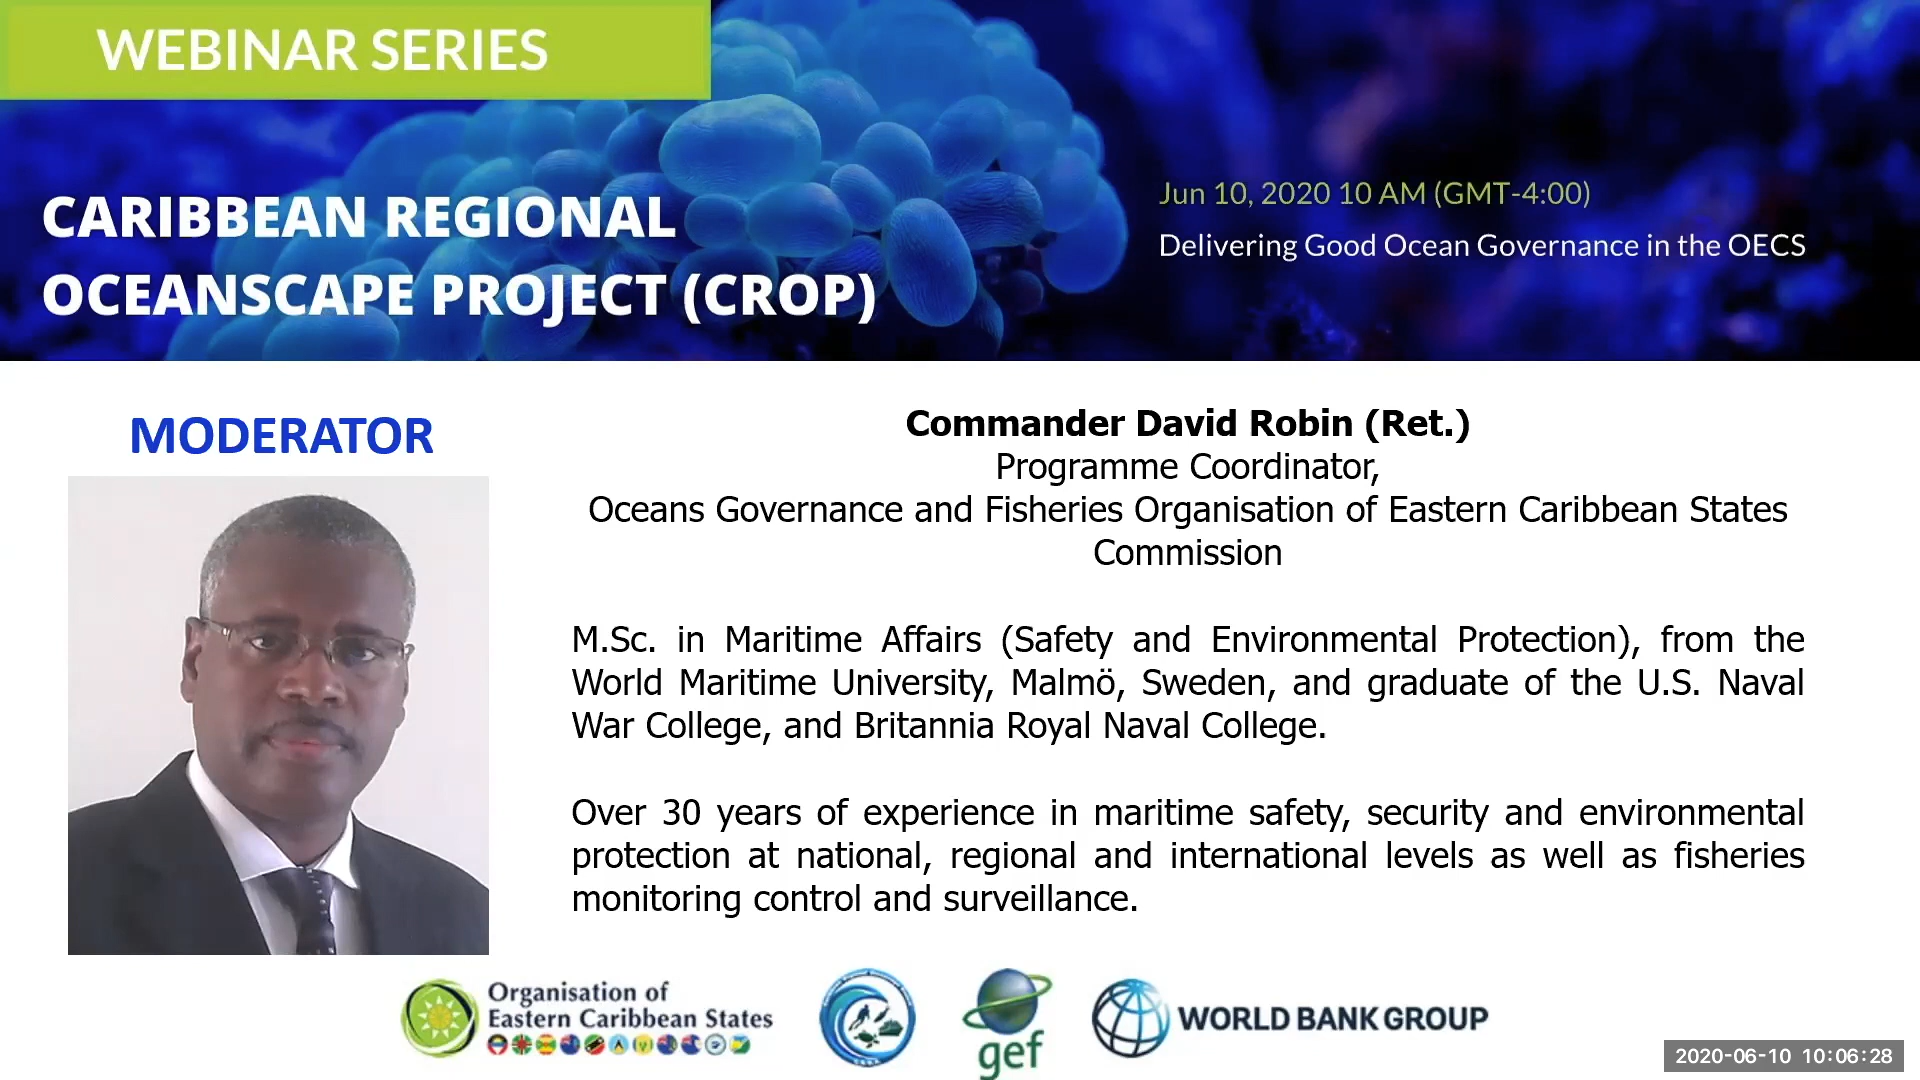 WEBINAR SERIES
CARIBBEAN REGIONAL
OCEANSCAPE PROJECT (CROP)
Jun 10, 2020 10 AM (GMT-4:00)
Delivering Good Ocean Governance in the OECS
MODERATOR
Commander David Robin (Ret.)
Programme Coordinator,
Oceans Governance and Fisheries Organisation of Eastern Caribbean States
Commission
M.Sc. in Maritime Affairs (Safety and Environmental Protection), from the
World Maritime University, Malmö, Sweden, and graduate of the U.S. Naval
War College, and Britannia Royal Naval College.
Over 30 years of experience in maritime safety, security and environmental
protection at national, regional and international levels as well as fisheries
monitoring control and surveillance.
Organisation of
Eastern Caribbean States
gef
WORLD BANK GROUP
2020-06-10 10:06:28